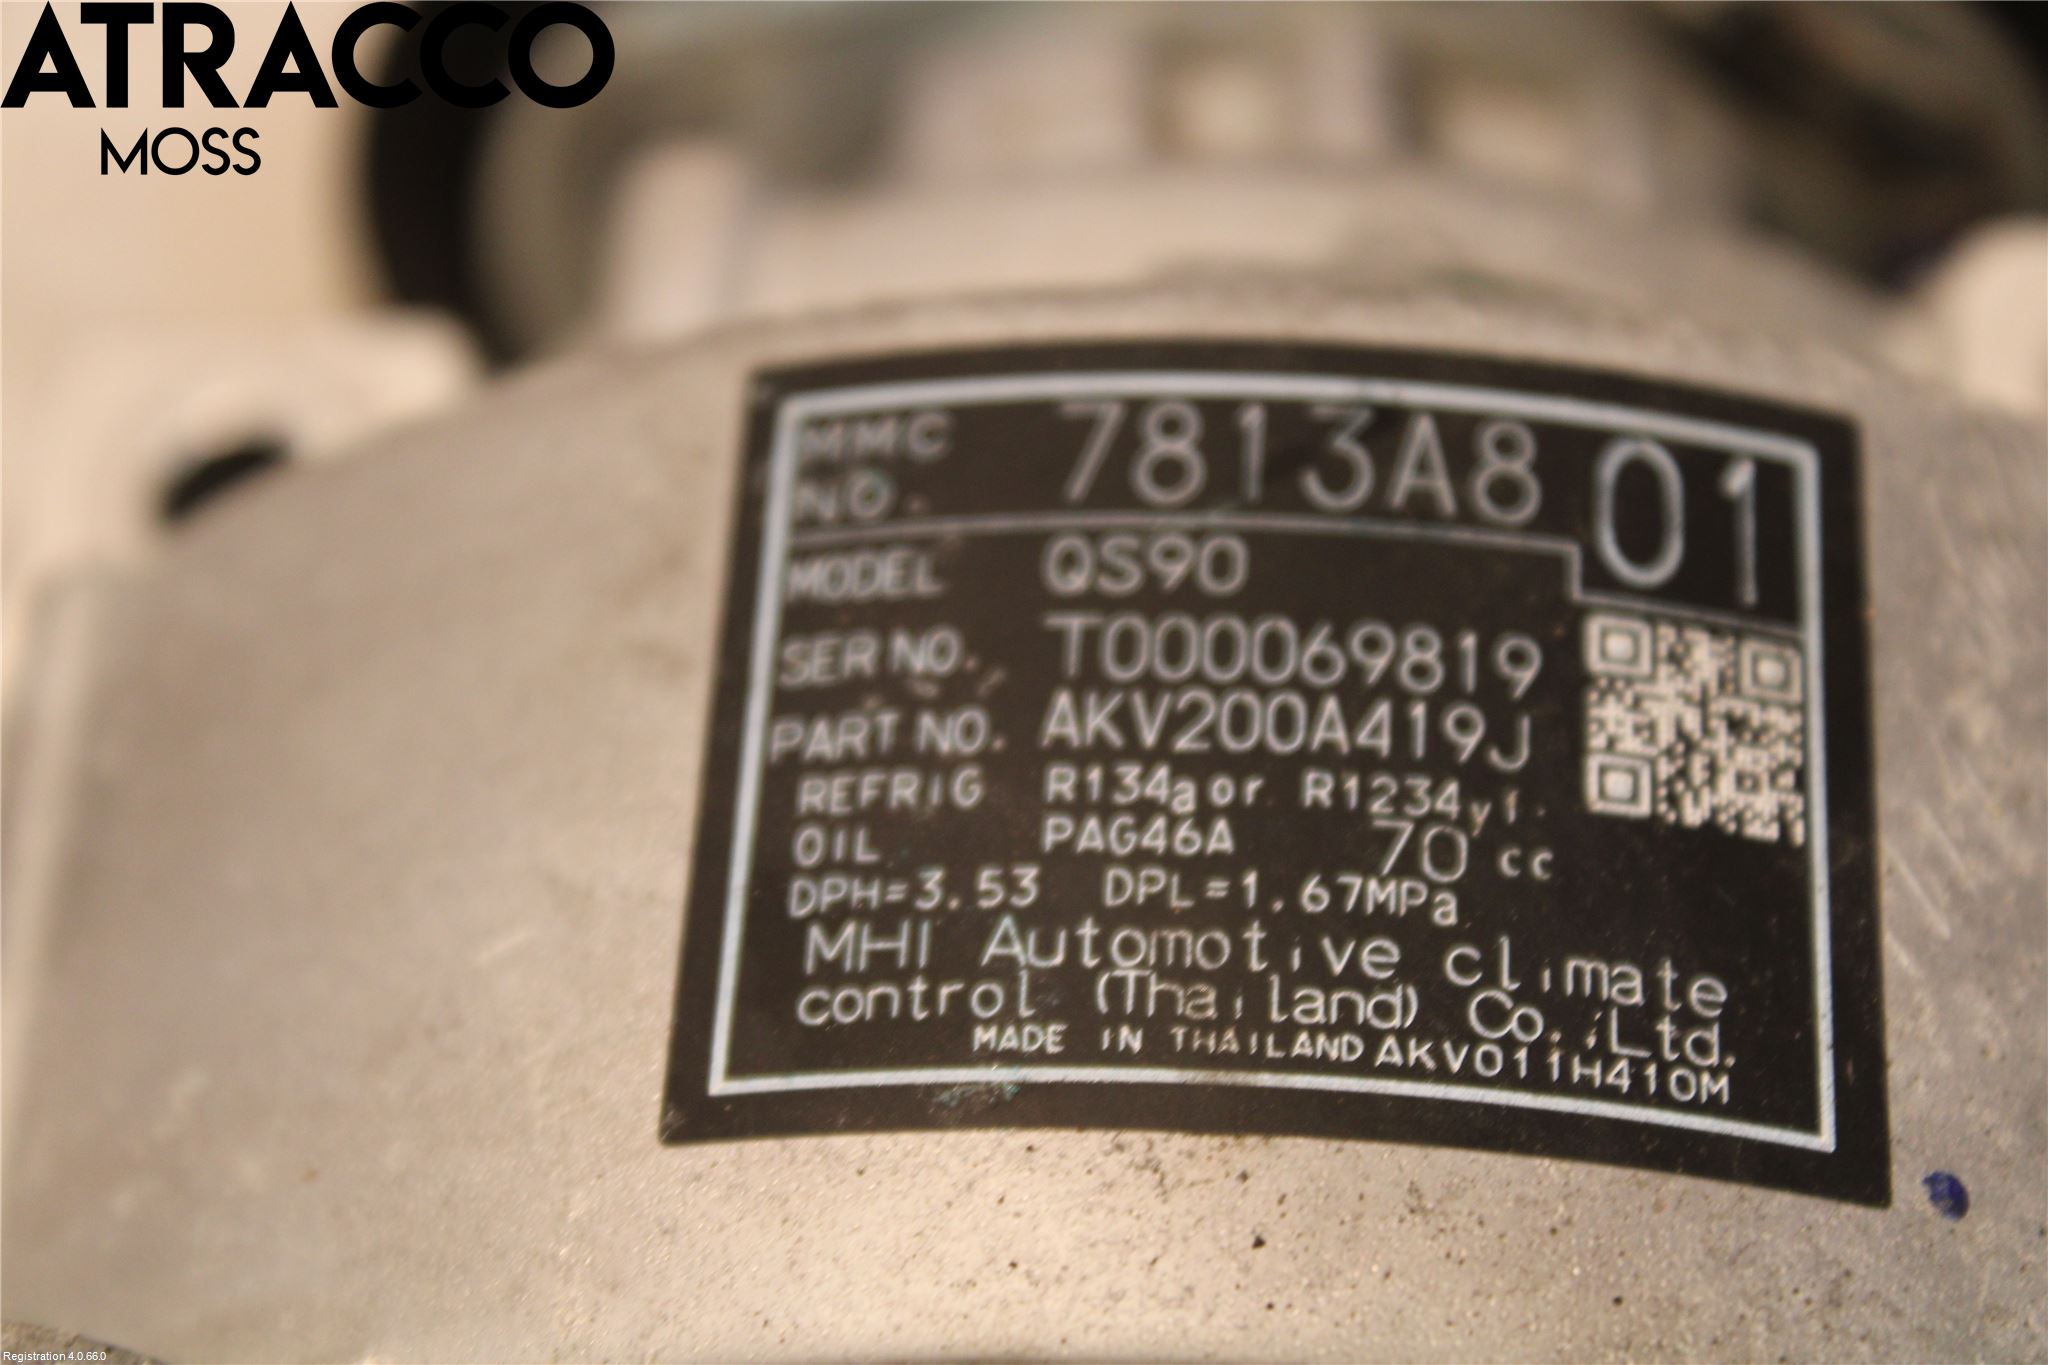 ATRACCO
MOSS
MMC NO. 7813A801
MODEL QS90
SER NO. T000069819
PART NO. AKV200A419J
REFRIG R134a or R1234yf.
OIL PAG46A 70 cc
DPH=3.53 DPL=1.67MPa
MHI Automotive climate
control (Thailand) Co.,Ltd.
MADE IN THAILAND AKV011H410M
Registration 4.0.66.0